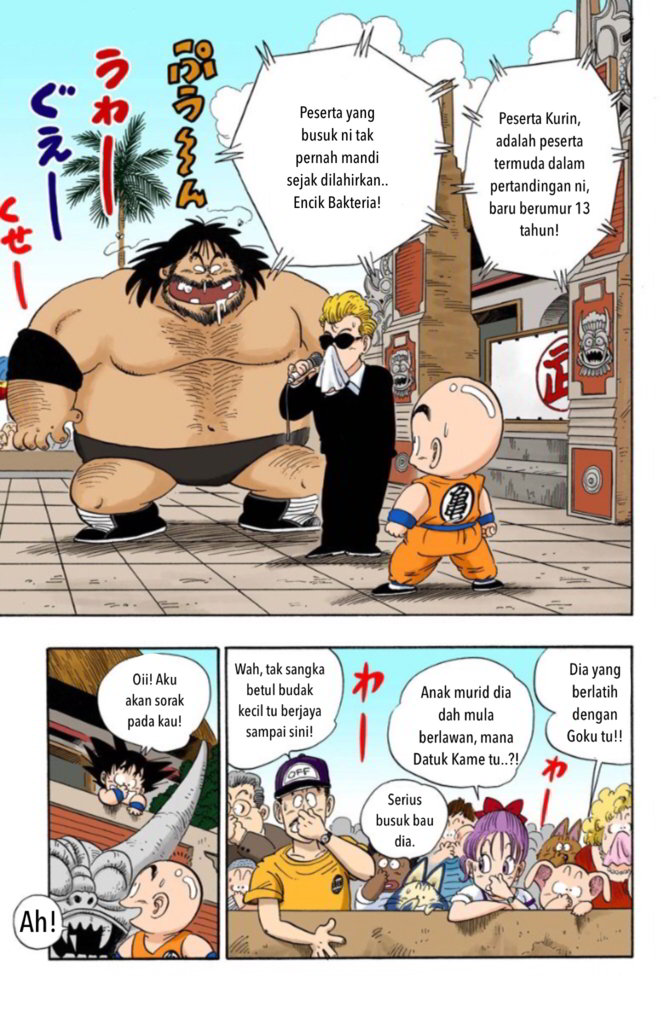 Peserta Kurin,
adalah peserta
termuda dalam
pertandingan ni,
baru berumur 13
tahun!
Peserta yang
busuk ni tak
pernah mandi
sejak dilahirkan..
Encik Bakteria!
ぷう〜ん
うわー
ぐえー
くせー
武
亀
Oii! Aku
akan sorak
pada kau!
Ah!
Wah, tak sangka
betul budak
kecil tu berjaya
sampai sini!
わー
OFF
Serius
busuk bau
dia.
Anak murid dia
dah mula
berlawan, mana
Datuk Kame tu..?!
わー
Dia yang
berlatih
dengan
Goku tu!!